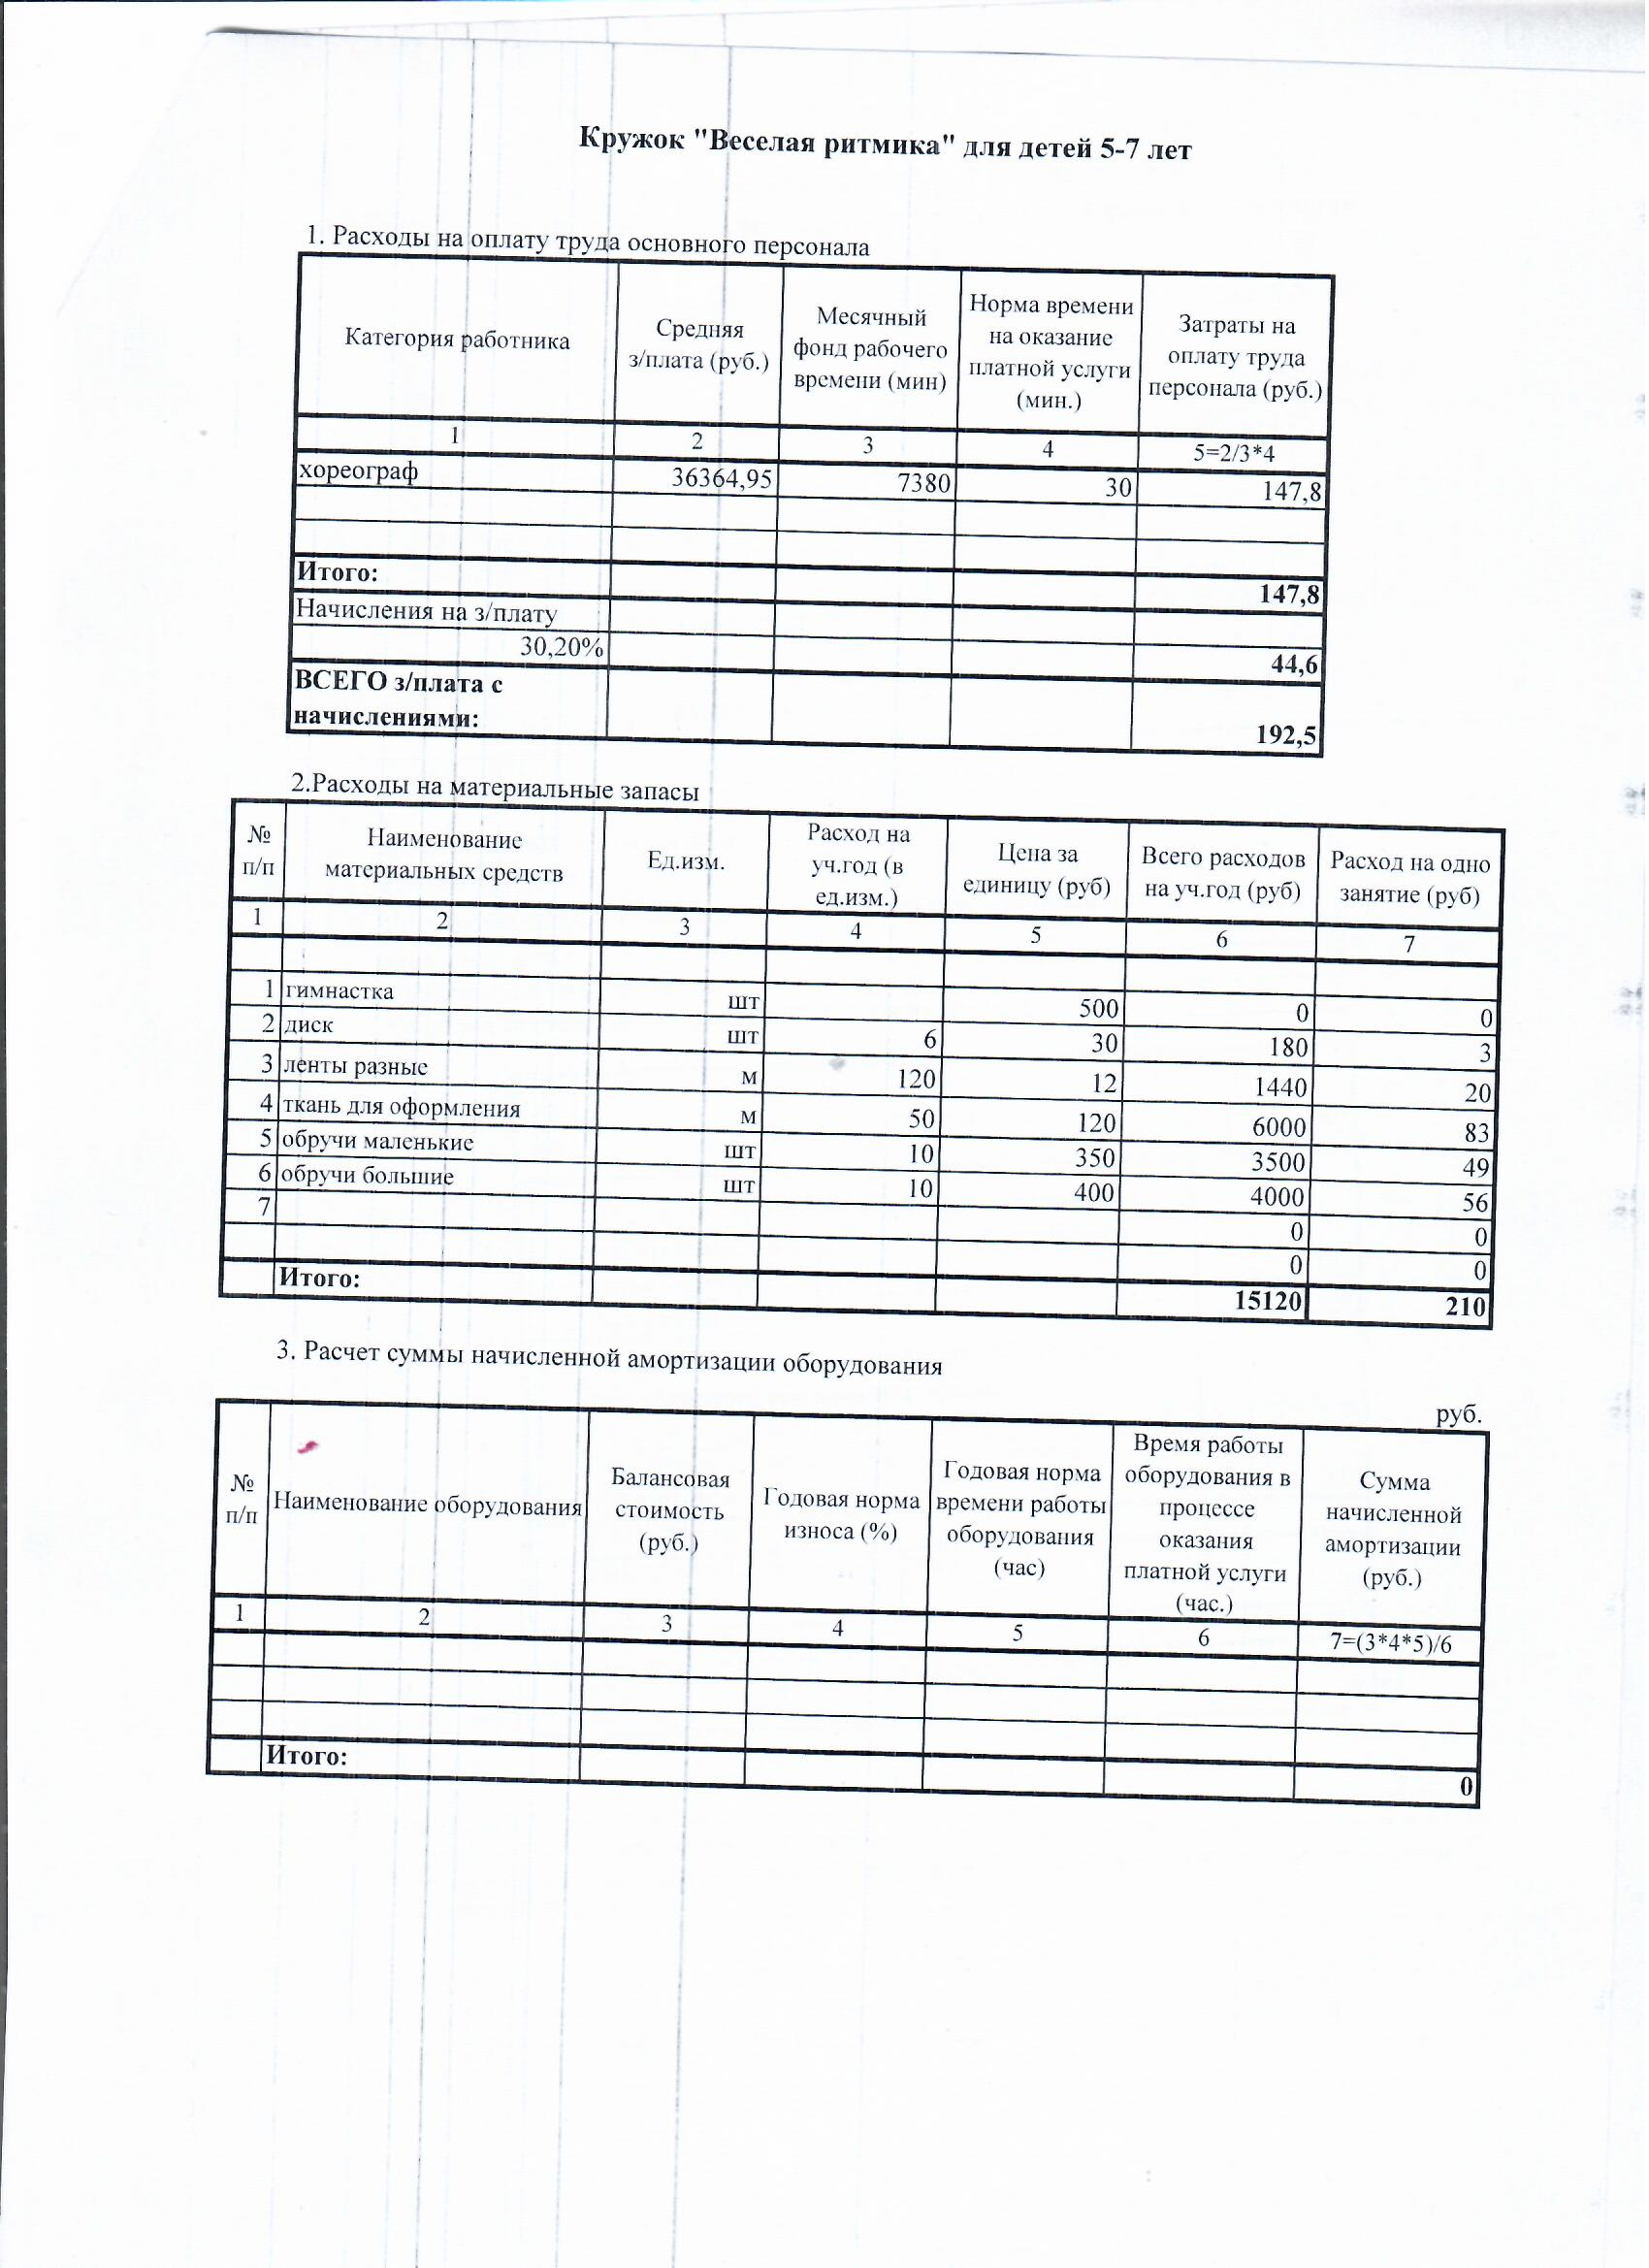 Кружок "Веселая ритмика" для детей 5-7 лет
1. Расходы на оплату труда основного персонала
Категория работника
Средняя
з/плата (руб.)
Месячный
фонд рабочего
времени (мин)
Норма времени
на оказание
платной услуги
(мин.)
Затраты на
оплату труда
персонала (руб.)
1 2 3 4 5=2/3*4
хореограф 36364,95 7380 30 147,8
Итого: 147,8
Начисления на з/плату
30,20% 44,6
ВСЕГО з/плата с
начислениями: 192,5
2.Расходы на материальные запасы
№
п/п
Наименование
материальных средств
Ед.изм.
Расход на
уч.год (в
ед.изм.)
Цена за
единицу (руб)
Всего расходов
на уч.год (руб)
Расход на одно
занятие (руб)
1 2 3 4 5 6 7
1 гимнастка шт 500 0 0
2 диск шт 6 30 180 3
3 ленты разные м 120 12 1440 20
4 ткань для оформления м 50 120 6000 83
5 обручи маленькие шт 10 350 3500 49
6 обручи большие шт 10 400 4000 56
7 0 0
0 0
Итого: 15120 210
3. Расчет суммы начисленной амортизации оборудования
руб.
№
п/п
Наименование оборудования
Балансовая
стоимость
(руб.)
Годовая норма
износа (%)
Годовая норма
времени работы
оборудования
(час)
Время работы
оборудования в
процессе
оказания
платной услуги
(час.)
Сумма
начисленной
амортизации
(руб.)
1 2 3 4 5 6 7=(3*4*5)/6
Итого: 0